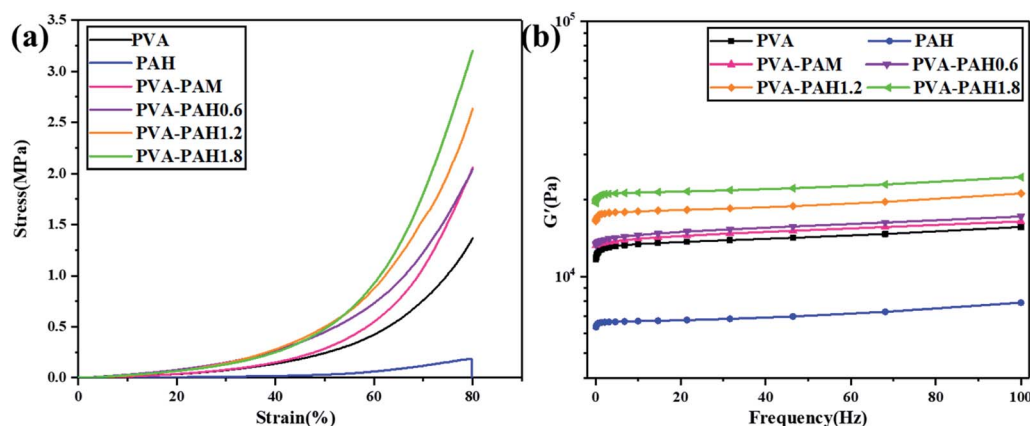 (a)
PVA
PAH
PVA-PAM
PVA-PAH0.6
PVA-PAH1.2
PVA-PAH1.8
Stress(MPa)
3.5
3.0
2.5
2.0
1.5
1.0
0.5
0.0
0 20 40 60 80 100
Strain(%)
(b)
PVA PAH
PVA-PAM PVA-PAH0.6
PVA-PAH1.2 PVA-PAH1.8
G'(Pa)
10⁵
10⁴
0 20 40 60 80 100
Frequency(Hz)